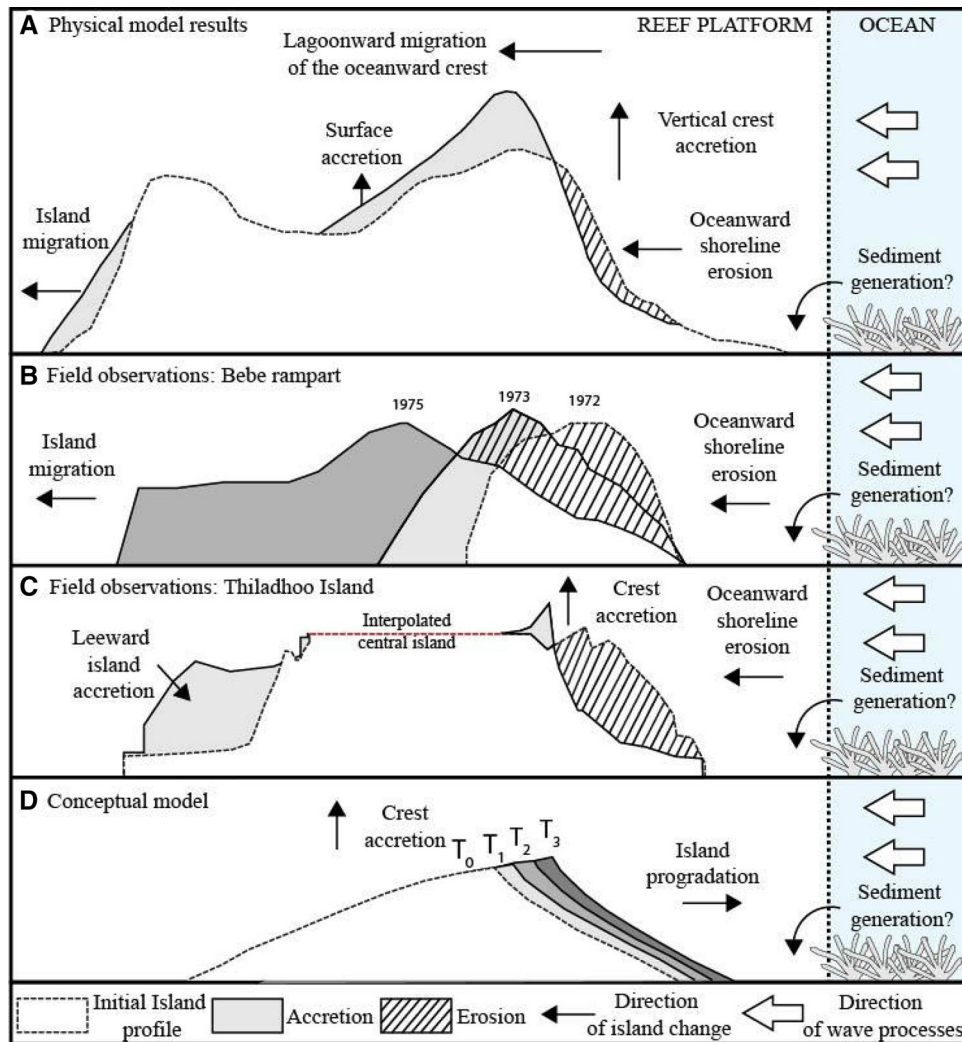 A Physical model results
REEF PLATFORM
OCEAN
Lagoonward migration
of the oceanward crest
Surface
accretion
Vertical crest
accretion
Island
migration
Oceanward
shoreline
erosion
Sediment
generation?
B Field observations: Bebe rampart
1975
1973
1972
Island
migration
Oceanward
shoreline
erosion
Sediment
generation?
C Field observations: Thiladhoo Island
Crest
accretion
Oceanward
shoreline
erosion
Leeward
island
accretion
Interpolated
central island
Sediment
generation?
D Conceptual model
Crest
accretion
T0
T1
T2
T3
Island
progradation
Sediment
generation?
Initial Island
profile
Accretion
Erosion
Direction
of island change
Direction
of wave processes